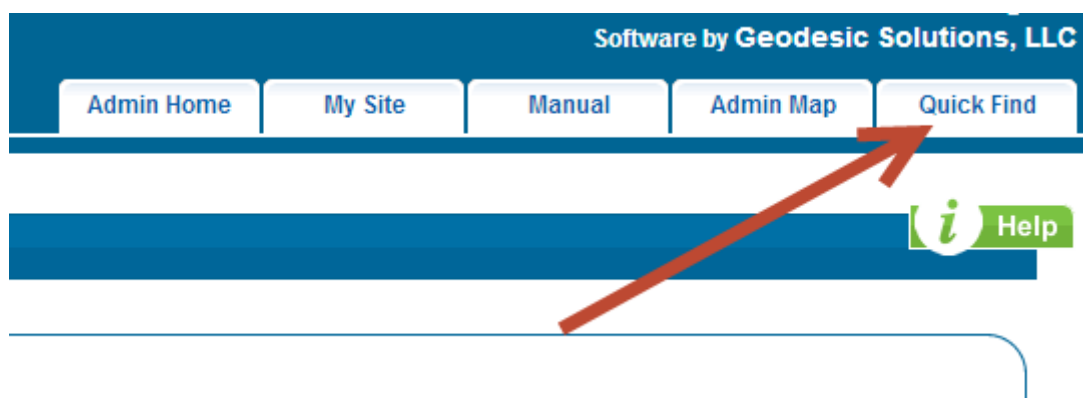 Software by Geodesic Solutions, LLC
Admin Home My Site Manual Admin Map Quick Find
i Help